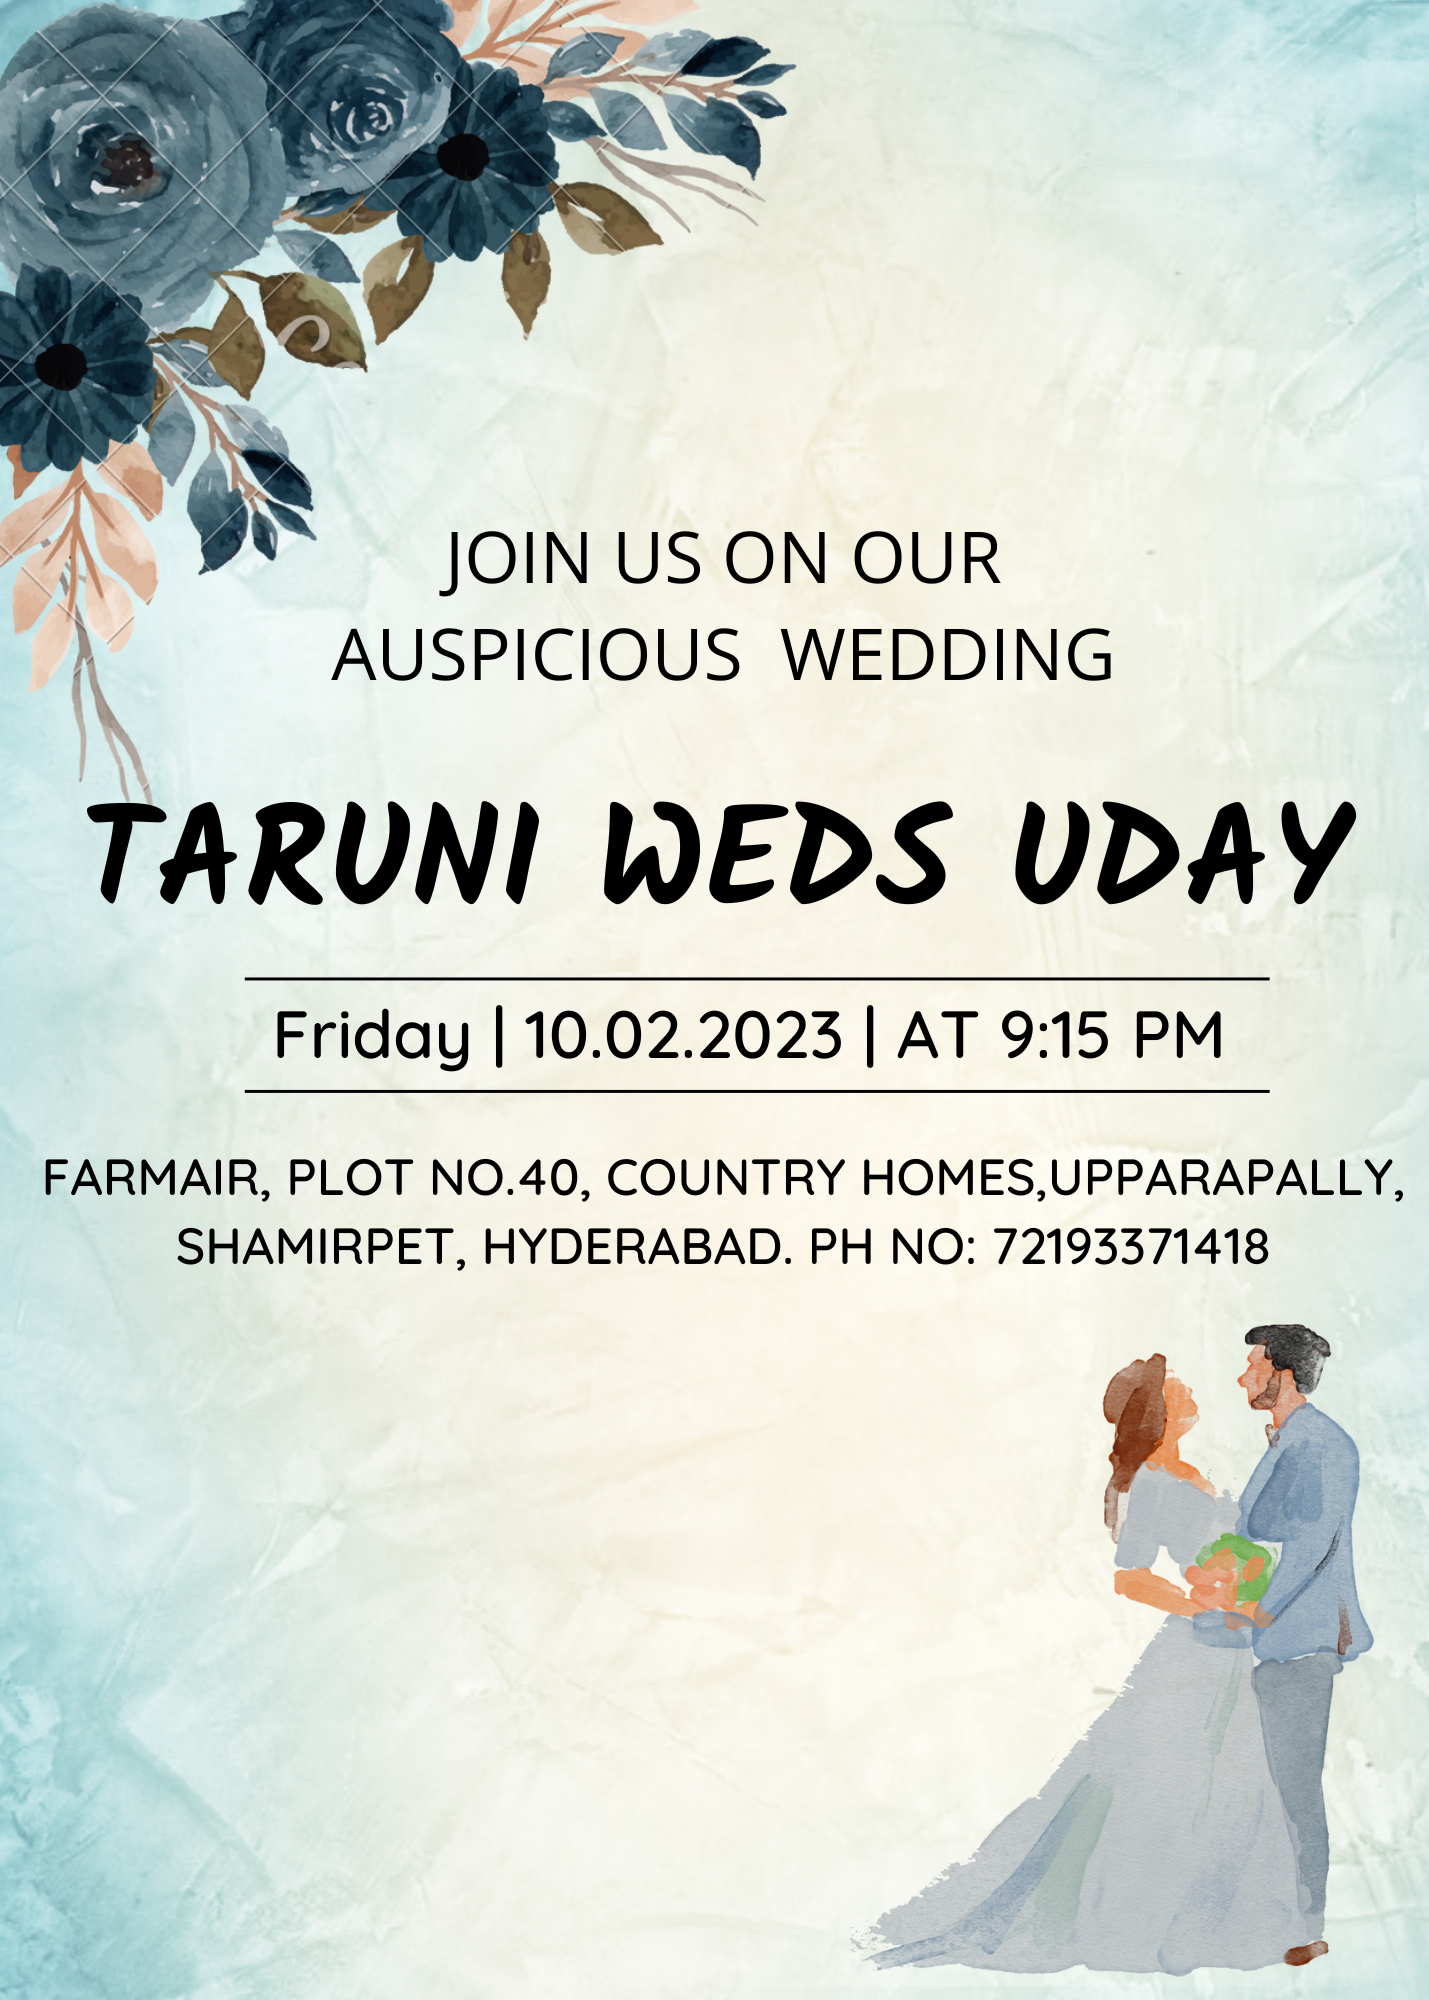 JOIN US ON OUR
AUSPICIOUS  WEDDING
TARUNI WEDS UDAY
Friday | 10.02.2023 | AT 9:15 PM
FARMAIR, PLOT NO.40, COUNTRY HOMES,UPPARAPALLY,
SHAMIRPET, HYDERABAD. PH NO: 72193371418